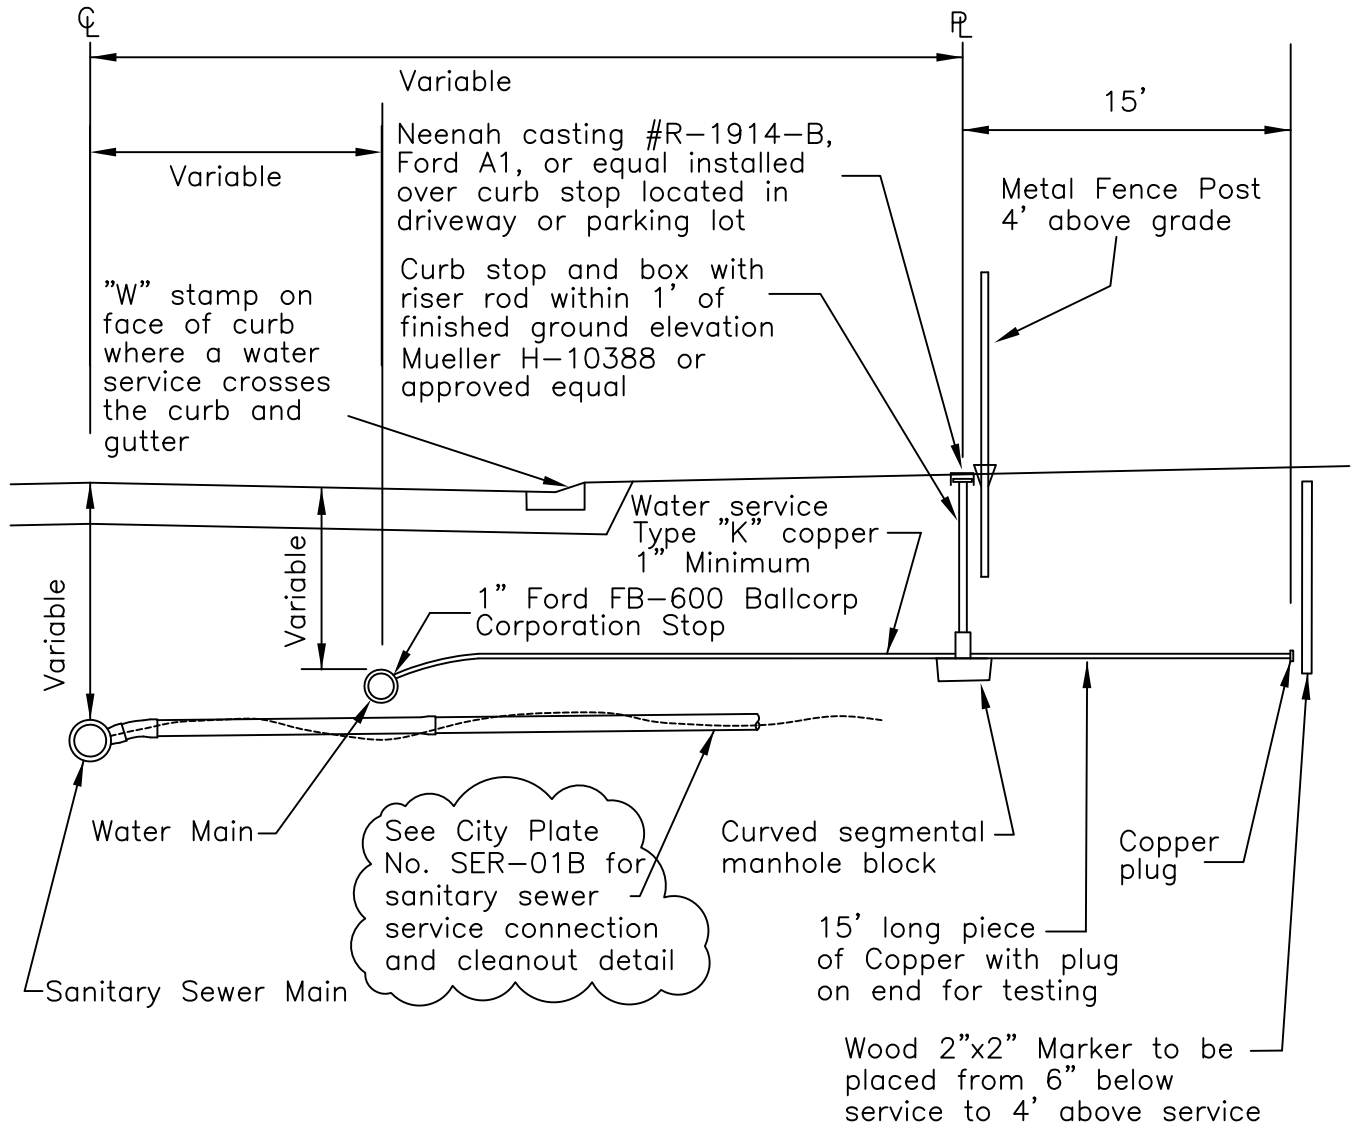 CL
PL
Variable
15'
Variable
Neenah casting #R-1914-B,
Ford A1, or equal installed
over curb stop located in
driveway or parking lot
Metal Fence Post
4' above grade
Curb stop and box with
riser rod within 1' of
finished ground elevation
Mueller H-10388 or
approved equal
"W" stamp on
face of curb
where a water
service crosses
the curb and
gutter
Water service
Type "K" copper
1" Minimum
Variable
Variable
1" Ford FB-600 Ballcorp
Corporation Stop
Water Main
See City Plate
No. SER-01B for
sanitary sewer
service connection
and cleanout detail
Curved segmental
manhole block
Copper
plug
15' long piece
of Copper with plug
on end for testing
Sanitary Sewer Main
Wood 2"x2" Marker to be
placed from 6" below
service to 4' above service